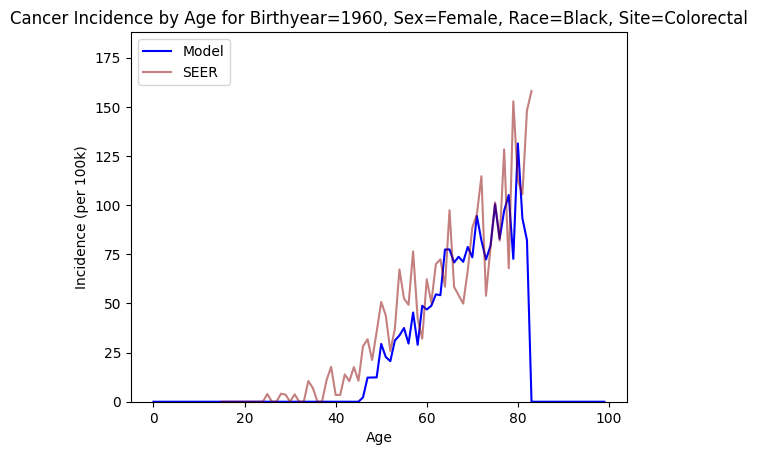 Cancer Incidence by Age for Birthyear=1960, Sex=Female, Race=Black, Site=Colorectal
Model
SEER
175
150
125
100
75
50
25
0
Incidence (per 100k)
0 20 40 60 80 100
Age